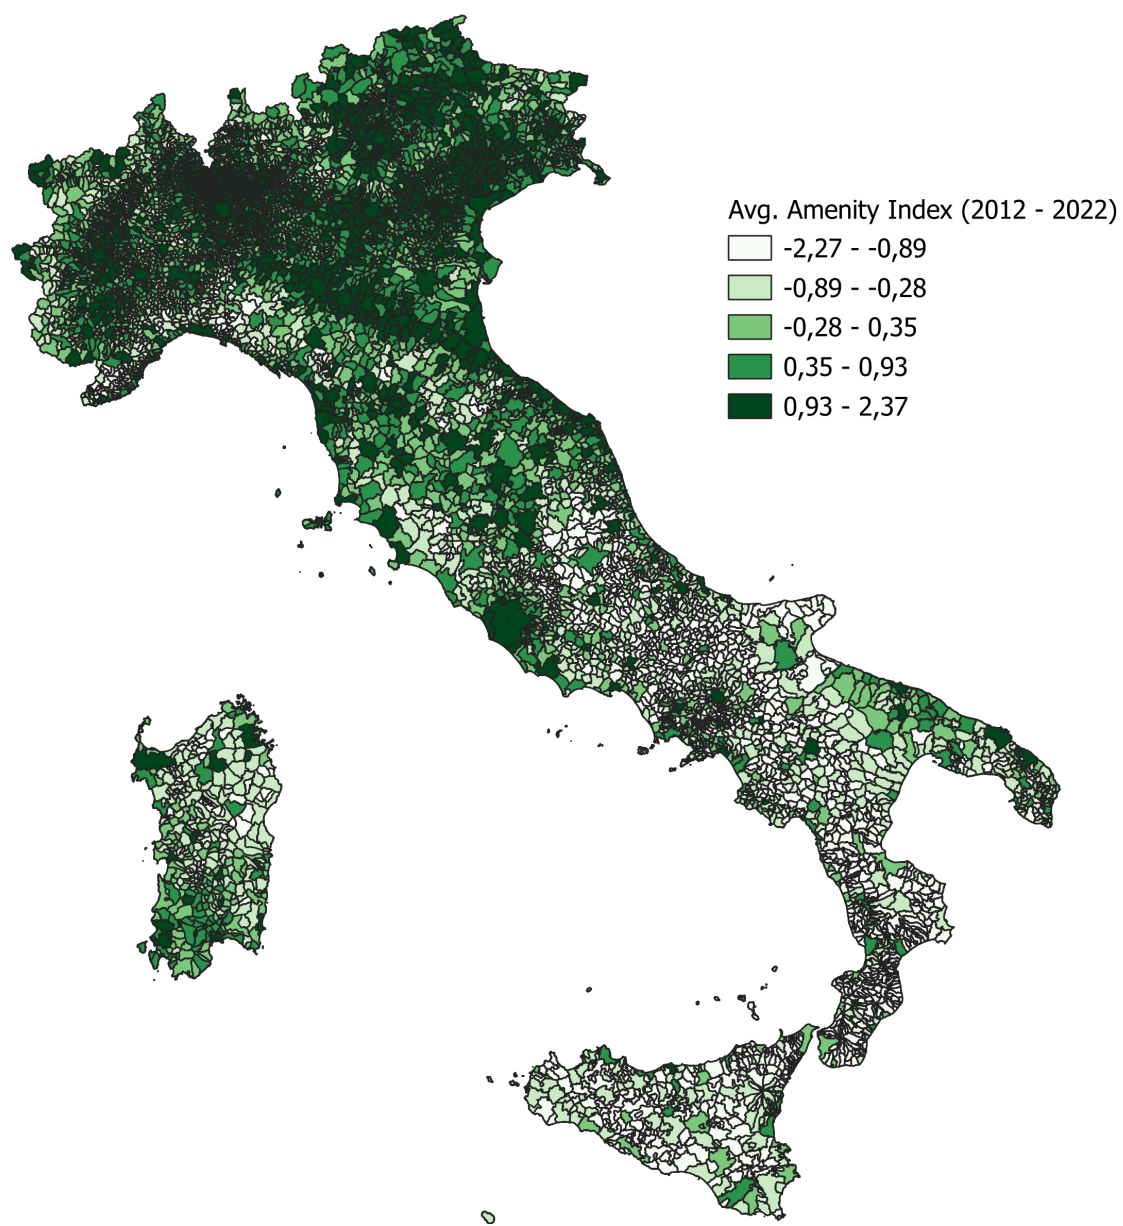 Avg. Amenity Index (2012 - 2022)
-2,27 - -0,89
-0,89 - -0,28
-0,28 - 0,35
0,35 - 0,93
0,93 - 2,37